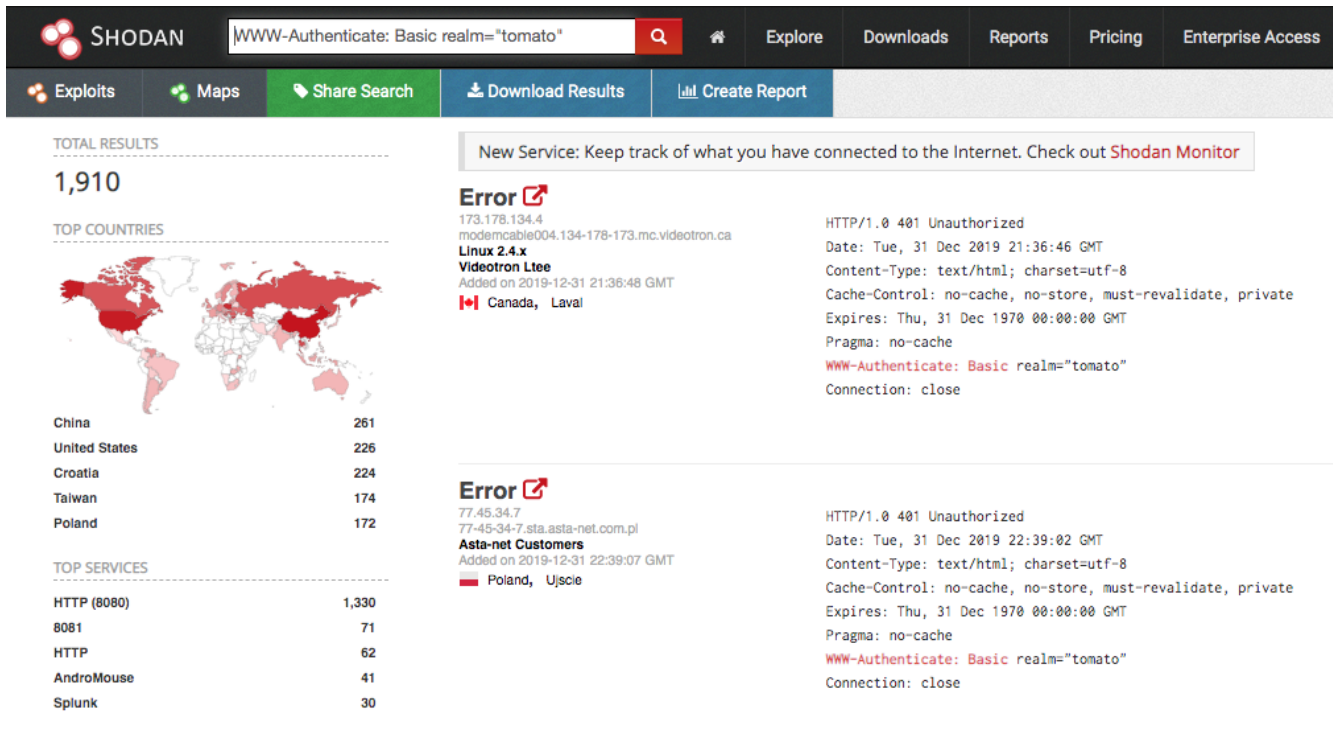 SHODAN
WWW-Authenticate: Basic realm="tomato"
Explore
Downloads
Reports
Pricing
Enterprise Access
Exploits
Maps
Share Search
Download Results
Create Report
TOTAL RESULTS
1,910
TOP COUNTRIES
China 261
United States 226
Croatia 224
Taiwan 174
Poland 172
TOP SERVICES
HTTP (8080) 1,330
8081 71
HTTP 62
AndroMouse 41
Splunk 30
New Service: Keep track of what you have connected to the Internet. Check out Shodan Monitor
Error
173.178.134.4
modemcable004.134-178-173.mc.videotron.ca
Linux 2.4.x
Videotron Ltee
Added on 2019-12-31 21:36:48 GMT
Canada, Laval
HTTP/1.0 401 Unauthorized
Date: Tue, 31 Dec 2019 21:36:46 GMT
Content-Type: text/html; charset=utf-8
Cache-Control: no-cache, no-store, must-revalidate, private
Expires: Thu, 31 Dec 1970 00:00:00 GMT
Pragma: no-cache
WWW-Authenticate: Basic realm="tomato"
Connection: close
Error
77.45.34.7
77-45-34-7.sta.asta-net.com.pl
Asta-net Customers
Added on 2019-12-31 22:39:07 GMT
Poland, Ujscie
HTTP/1.0 401 Unauthorized
Date: Tue, 31 Dec 2019 22:39:02 GMT
Content-Type: text/html; charset=utf-8
Cache-Control: no-cache, no-store, must-revalidate, private
Expires: Thu, 31 Dec 1970 00:00:00 GMT
Pragma: no-cache
WWW-Authenticate: Basic realm="tomato"
Connection: close